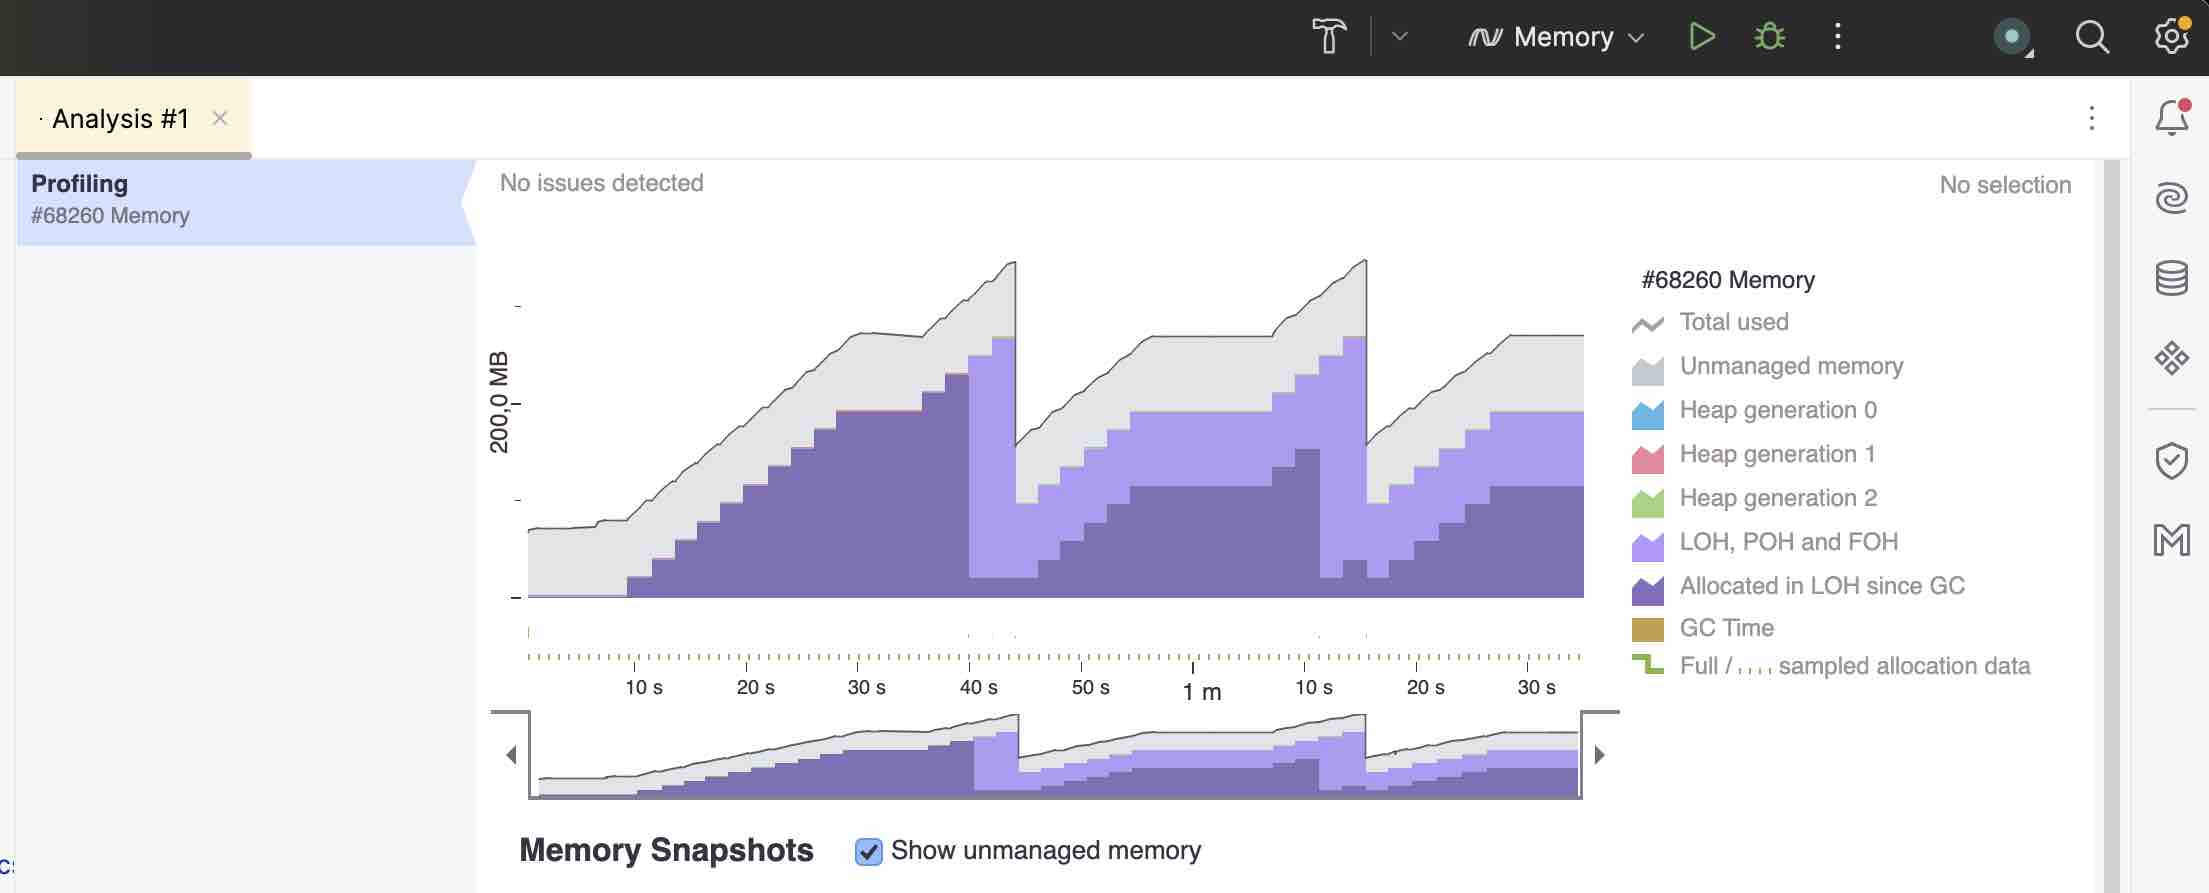 Memory
· Analysis #1
Profiling
#68260 Memory
No issues detected
No selection
200,0 MB
#68260 Memory
Total used
Unmanaged memory
Heap generation 0
Heap generation 1
Heap generation 2
LOH, POH and FOH
Allocated in LOH since GC
GC Time
Full / .... sampled allocation data
10 s
20 s
30 s
40 s
50 s
1 m
10 s
20 s
30 s
Memory Snapshots
Show unmanaged memory